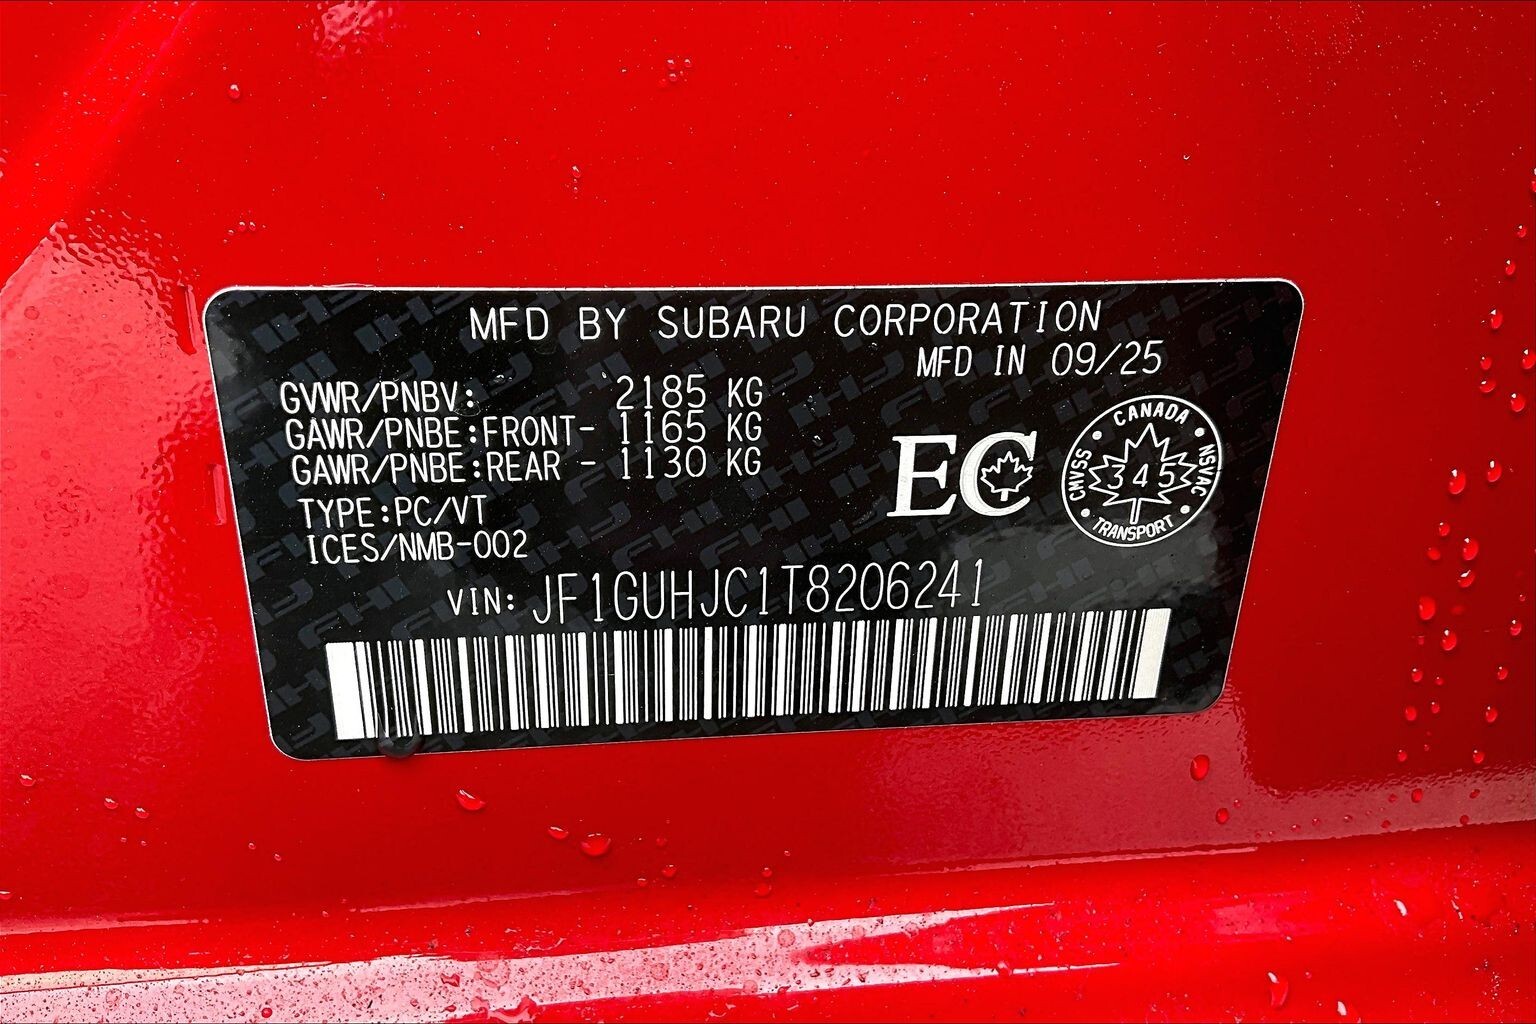 MFD BY SUBARU CORPORATION
MFD IN 09/25
GVWR/PNBV: 2185 KG
GAWR/PNBE:FRONT- 1165 KG
GAWR/PNBE:REAR - 1130 KG
TYPE:PC/VT
ICES/NMB-002
EC
CANADA
CMVSS
345
NSVAC
TRANSPORT
VIN: JF1GUHJC1T8206241